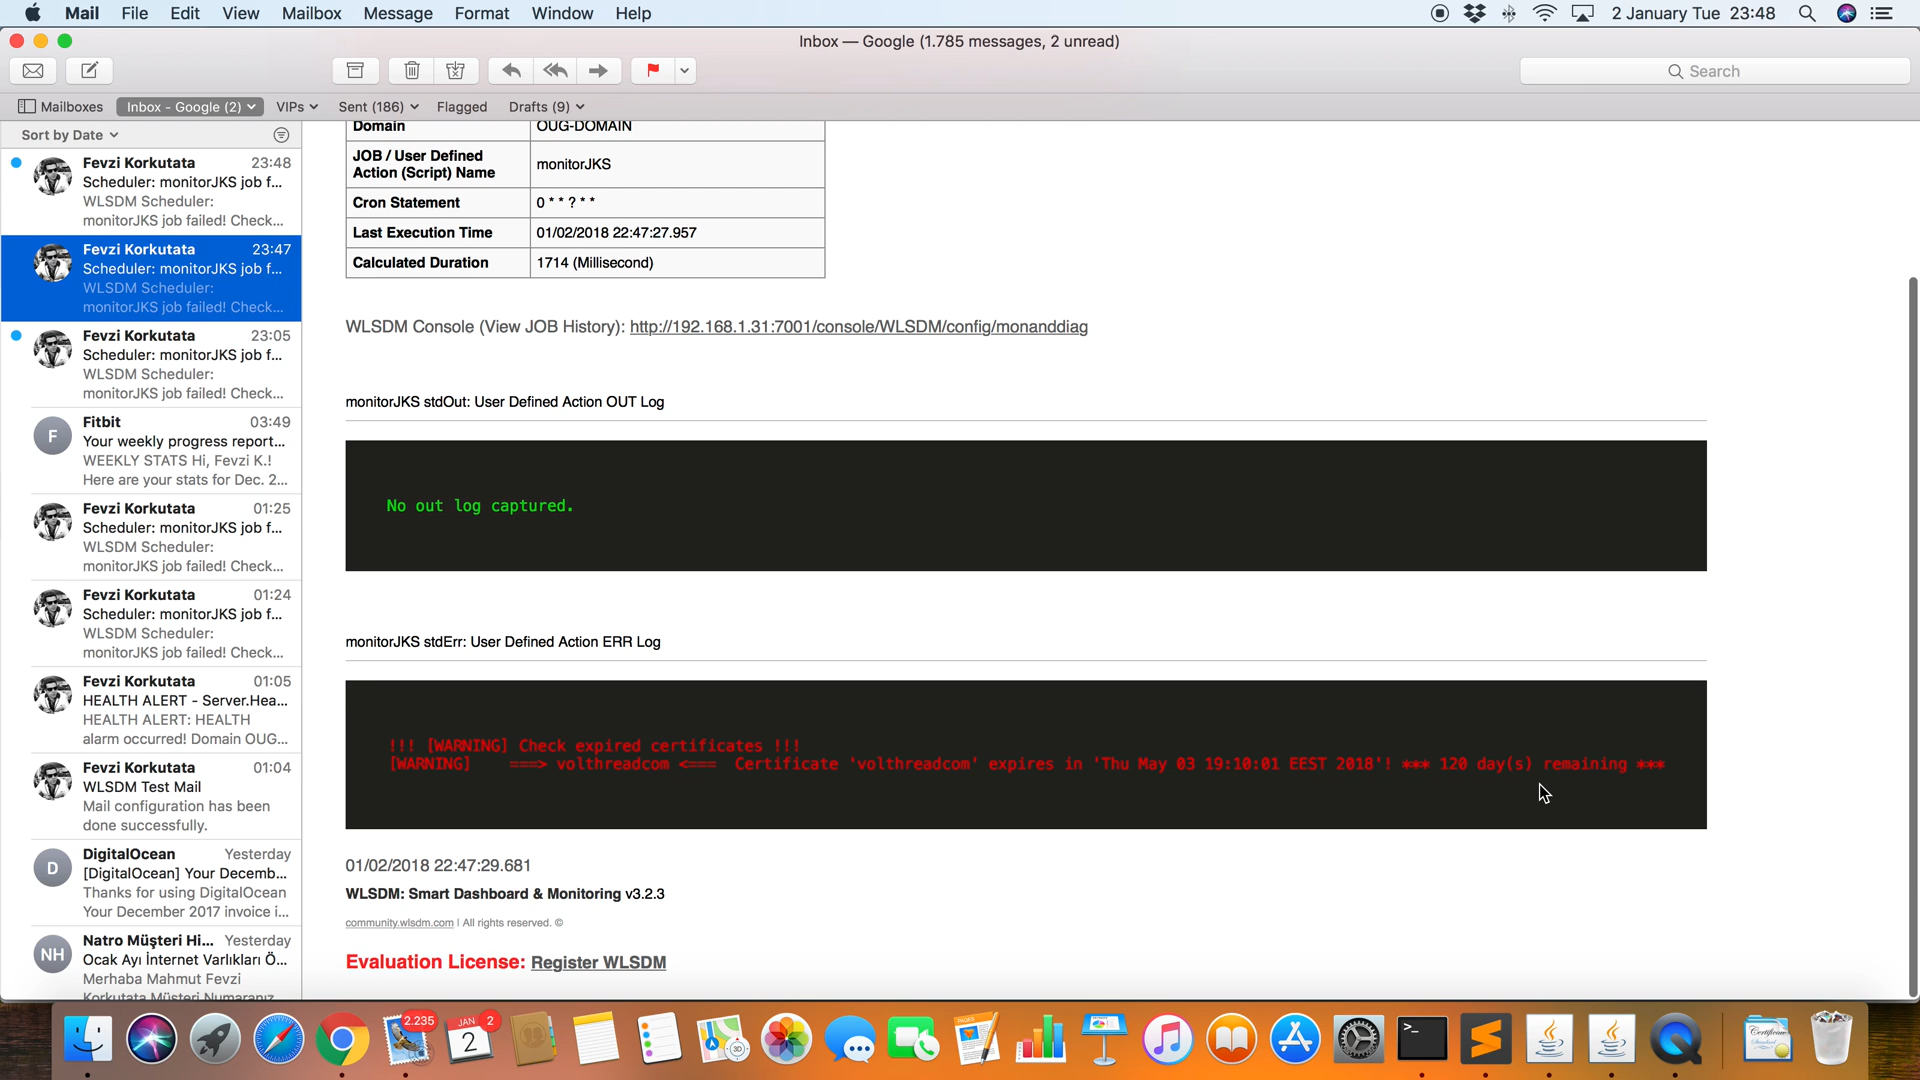 Mail File Edit View Mailbox Message Format Window Help 2 January Tue 23:48
Inbox — Google (1.785 messages, 2 unread)
Search
Mailboxes Inbox - Google (2) VIPs Sent (186) Flagged Drafts (9)
Sort by Date
Fevzi Korkutata 23:48
Scheduler: monitorJKS job f...
WLSDM Scheduler:
monitorJKS job failed! Check...
Fevzi Korkutata 23:47
Scheduler: monitorJKS job f...
WLSDM Scheduler:
monitorJKS job failed! Check...
Fevzi Korkutata 23:05
Scheduler: monitorJKS job f...
WLSDM Scheduler:
monitorJKS job failed! Check...
Fitbit 03:49
Your weekly progress report...
WEEKLY STATS Hi, Fevzi K.!
Here are your stats for Dec. 2...
Fevzi Korkutata 01:25
Scheduler: monitorJKS job f...
WLSDM Scheduler:
monitorJKS job failed! Check...
Fevzi Korkutata 01:24
Scheduler: monitorJKS job f...
WLSDM Scheduler:
monitorJKS job failed! Check...
Fevzi Korkutata 01:05
HEALTH ALERT - Server.Hea...
HEALTH ALERT: HEALTH
alarm occurred! Domain OUG...
Fevzi Korkutata 01:04
WLSDM Test Mail
Mail configuration has been
done successfully.
D
DigitalOcean Yesterday
[DigitalOcean] Your Decemb...
Thanks for using DigitalOcean
Your December 2017 invoice i...
NH
Natro Müşteri Hi... Yesterday
Ocak Ayı İnternet Varlıkları Ö...
Merhaba Mahmut Fevzi
Korkutata Müşteri Numaranız
F
Domain OUG-DOMAIN
JOB / User Defined
Action (Script) Name monitorJKS
Cron Statement 0 * * ? * *
Last Execution Time 01/02/2018 22:47:27.957
Calculated Duration 1714 (Millisecond)
WLSDM Console (View JOB History): http://192.168.1.31:7001/console/WLSDM/config/monanddiag
monitorJKS stdOut: User Defined Action OUT Log
No out log captured.
monitorJKS stdErr: User Defined Action ERR Log
!!! [WARNING] Check expired certificates !!!
[WARNING] ===> volthreadcom <=== Certificate 'volthreadcom' expires in 'Thu May 03 19:10:01 EEST 2018'! *** 120 day(s) remaining ***
01/02/2018 22:47:29.681
WLSDM: Smart Dashboard & Monitoring v3.2.3
community.wlsdm.com | All rights reserved. ©
Evaluation License: Register WLSDM
2.235
JAN 2
2
3D
PAGES
>_